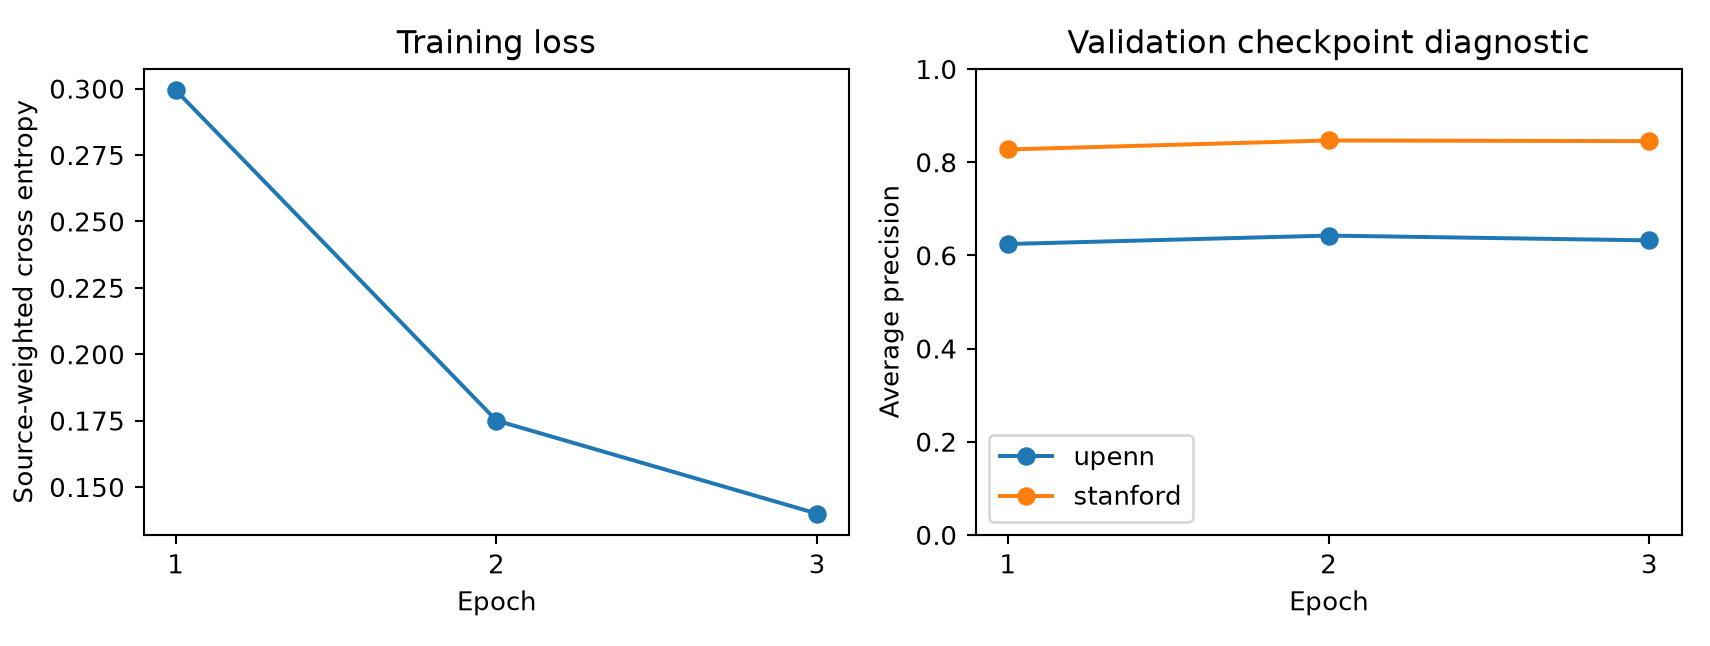 Training loss
Source-weighted cross entropy
0.300
0.275
0.250
0.225
0.200
0.175
0.150
1 2 3
Epoch
Validation checkpoint diagnostic
Average precision
1.0
0.8
0.6
0.4
0.2
0.0
upenn
stanford
1 2 3
Epoch